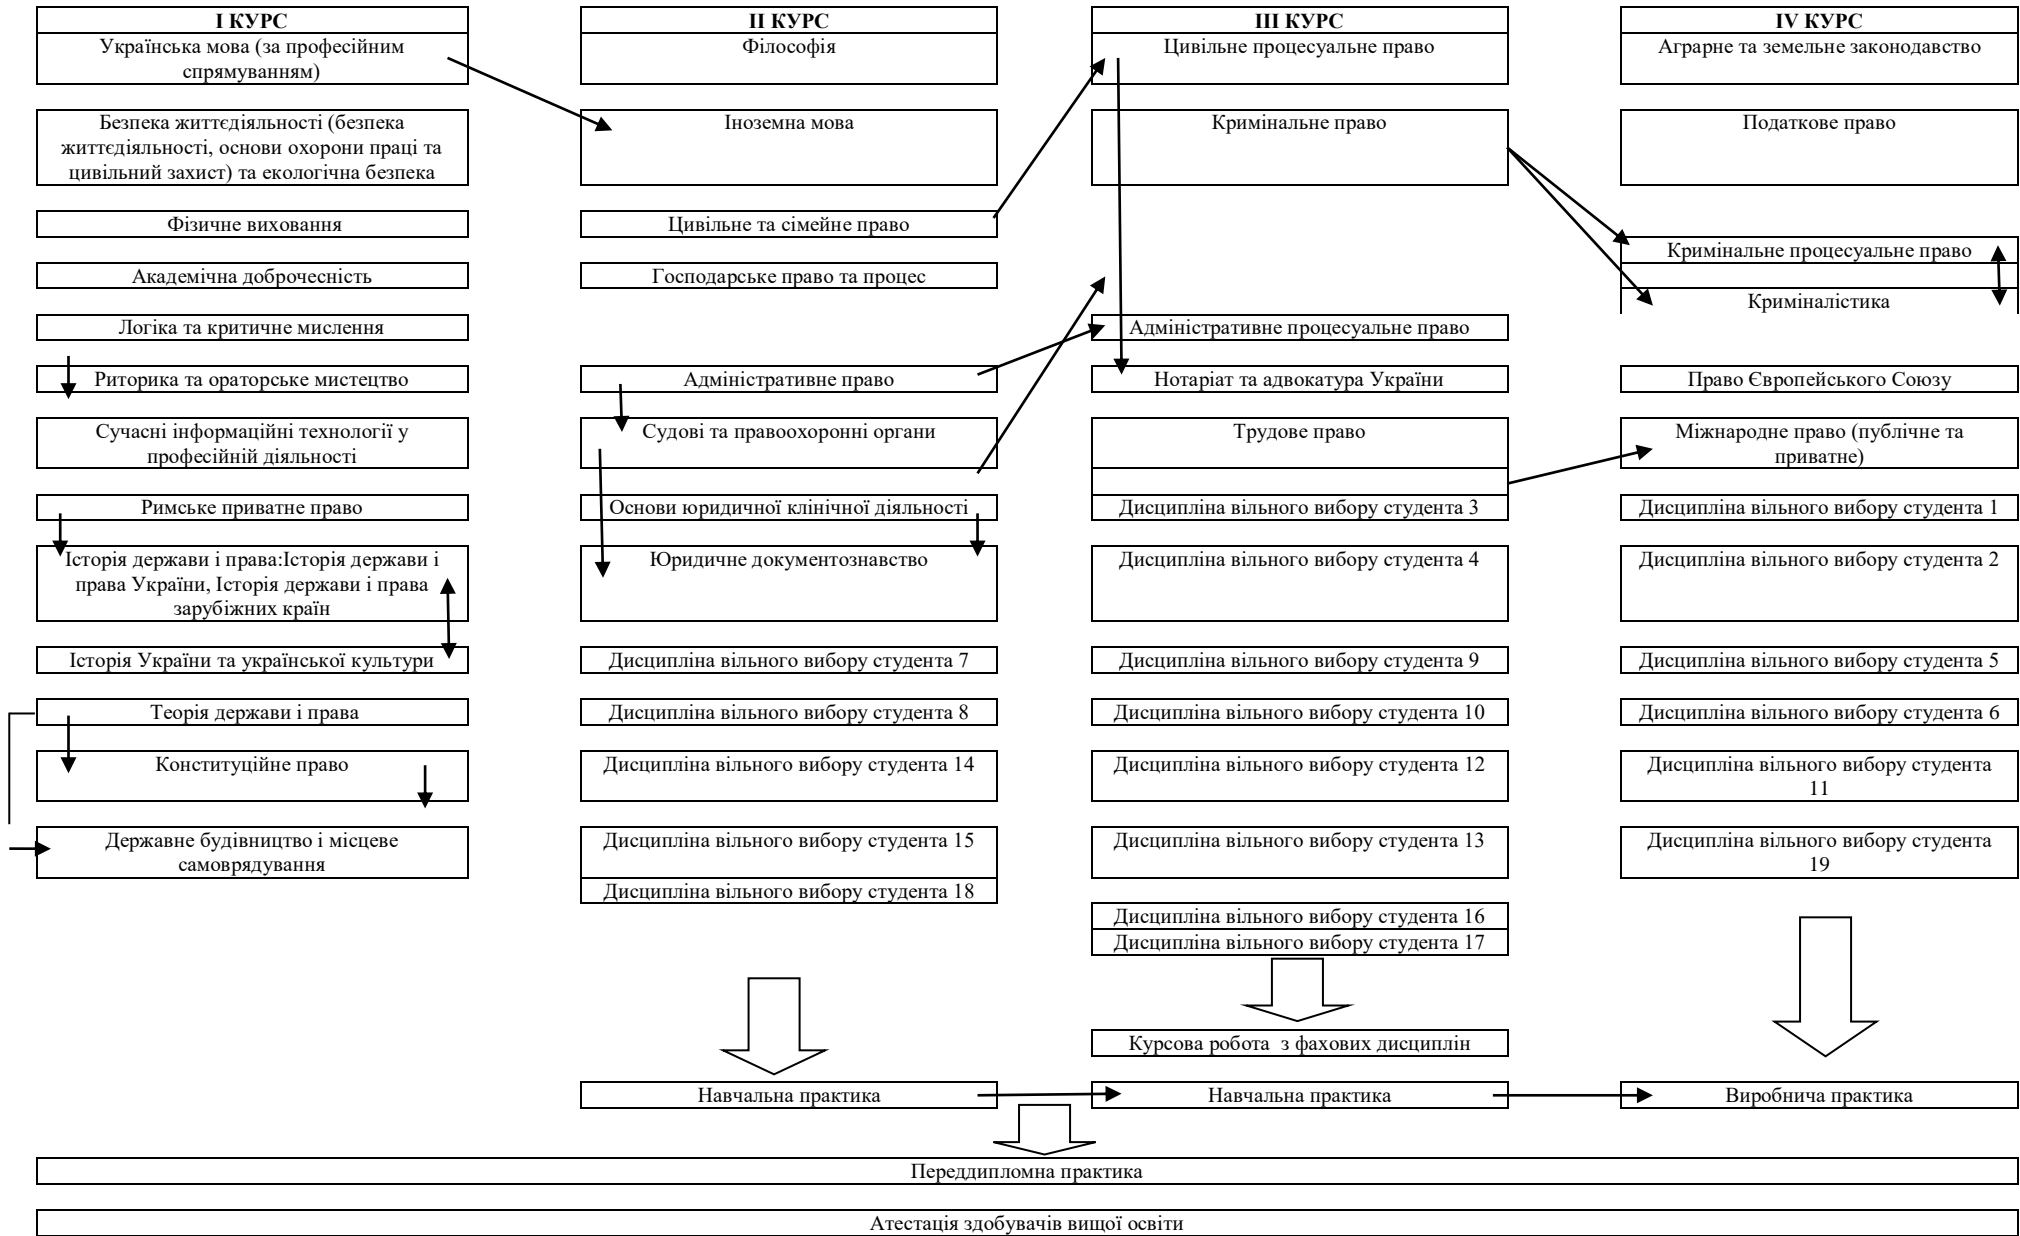 І КУРС
Українська мова (за професійним
спрямуванням)
Безпека життєдіяльності (безпека
життєдіяльності, основи охорони праці та
цивільний захист) та екологічна безпека
Фізичне виховання
Академічна доброчесність
Логіка та критичне мислення
Риторика та ораторське мистецтво
Сучасні інформаційні технології у
професійній діяльності
Римське приватне право
Історія держави і права:Історія держави і
права України, Історія держави і права
зарубіжних країн
Історія України та української культури
Теорія держави і права
Конституційне право
Державне будівництво і місцеве
самоврядування
ІІ КУРС
Філософія
Іноземна мова
Цивільне та сімейне право
Господарське право та процес
Адміністративне право
Судові та правоохоронні органи
Основи юридичної клінічної діяльності
Юридичне документознавство
Дисципліна вільного вибору студента 7
Дисципліна вільного вибору студента 8
Дисципліна вільного вибору студента 14
Дисципліна вільного вибору студента 15
Дисципліна вільного вибору студента 18
Навчальна практика
ІІІ КУРС
Цивільне процесуальне право
Кримінальне право
Адміністративне процесуальне право
Нотаріат та адвокатура України
Трудове право
Дисципліна вільного вибору студента 3
Дисципліна вільного вибору студента 4
Дисципліна вільного вибору студента 9
Дисципліна вільного вибору студента 10
Дисципліна вільного вибору студента 12
Дисципліна вільного вибору студента 13
Дисципліна вільного вибору студента 16
Дисципліна вільного вибору студента 17
Курсова робота з фахових дисциплін
Навчальна практика
ІV КУРС
Аграрне та земельне законодавство
Податкове право
Кримінальне процесуальне право
Криміналістика
Право Європейського Союзу
Міжнародне право (публічне та
приватне)
Дисципліна вільного вибору студента 1
Дисципліна вільного вибору студента 2
Дисципліна вільного вибору студента 5
Дисципліна вільного вибору студента 6
Дисципліна вільного вибору студента
11
Дисципліна вільного вибору студента
19
Виробнича практика
Переддипломна практика
Атестація здобувачів вищої освіти